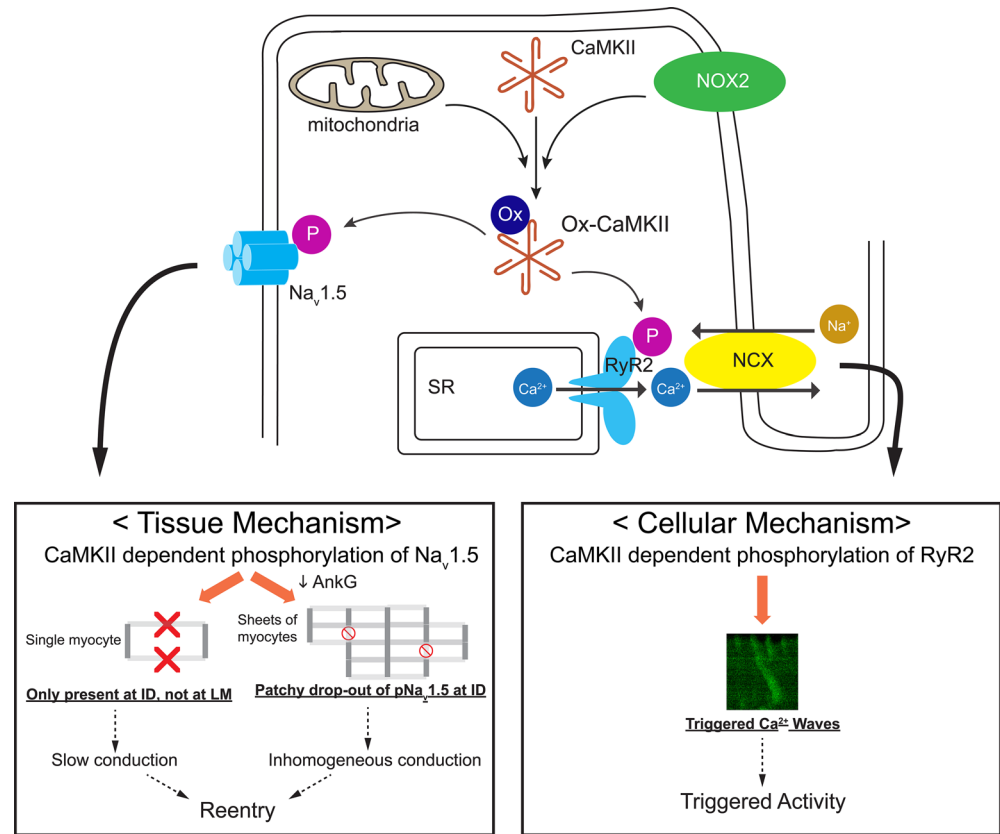 CaMKII
NOX2
mitochondria
Ox
Ox-CaMKII
P
Naᵥ1.5
P
Na⁺
RyR2
NCX
SR
Ca²⁺
Ca²⁺
< Tissue Mechanism>
CaMKII dependent phosphorylation of Naᵥ1.5
↓ AnkG
Single myocyte
Sheets of
myocytes
Only present at ID, not at LM
Patchy drop-out of pNaᵥ1.5 at ID
Slow conduction
Inhomogeneous conduction
Reentry
< Cellular Mechanism>
CaMKII dependent phosphorylation of RyR2
Triggered Ca²⁺ Waves
Triggered Activity